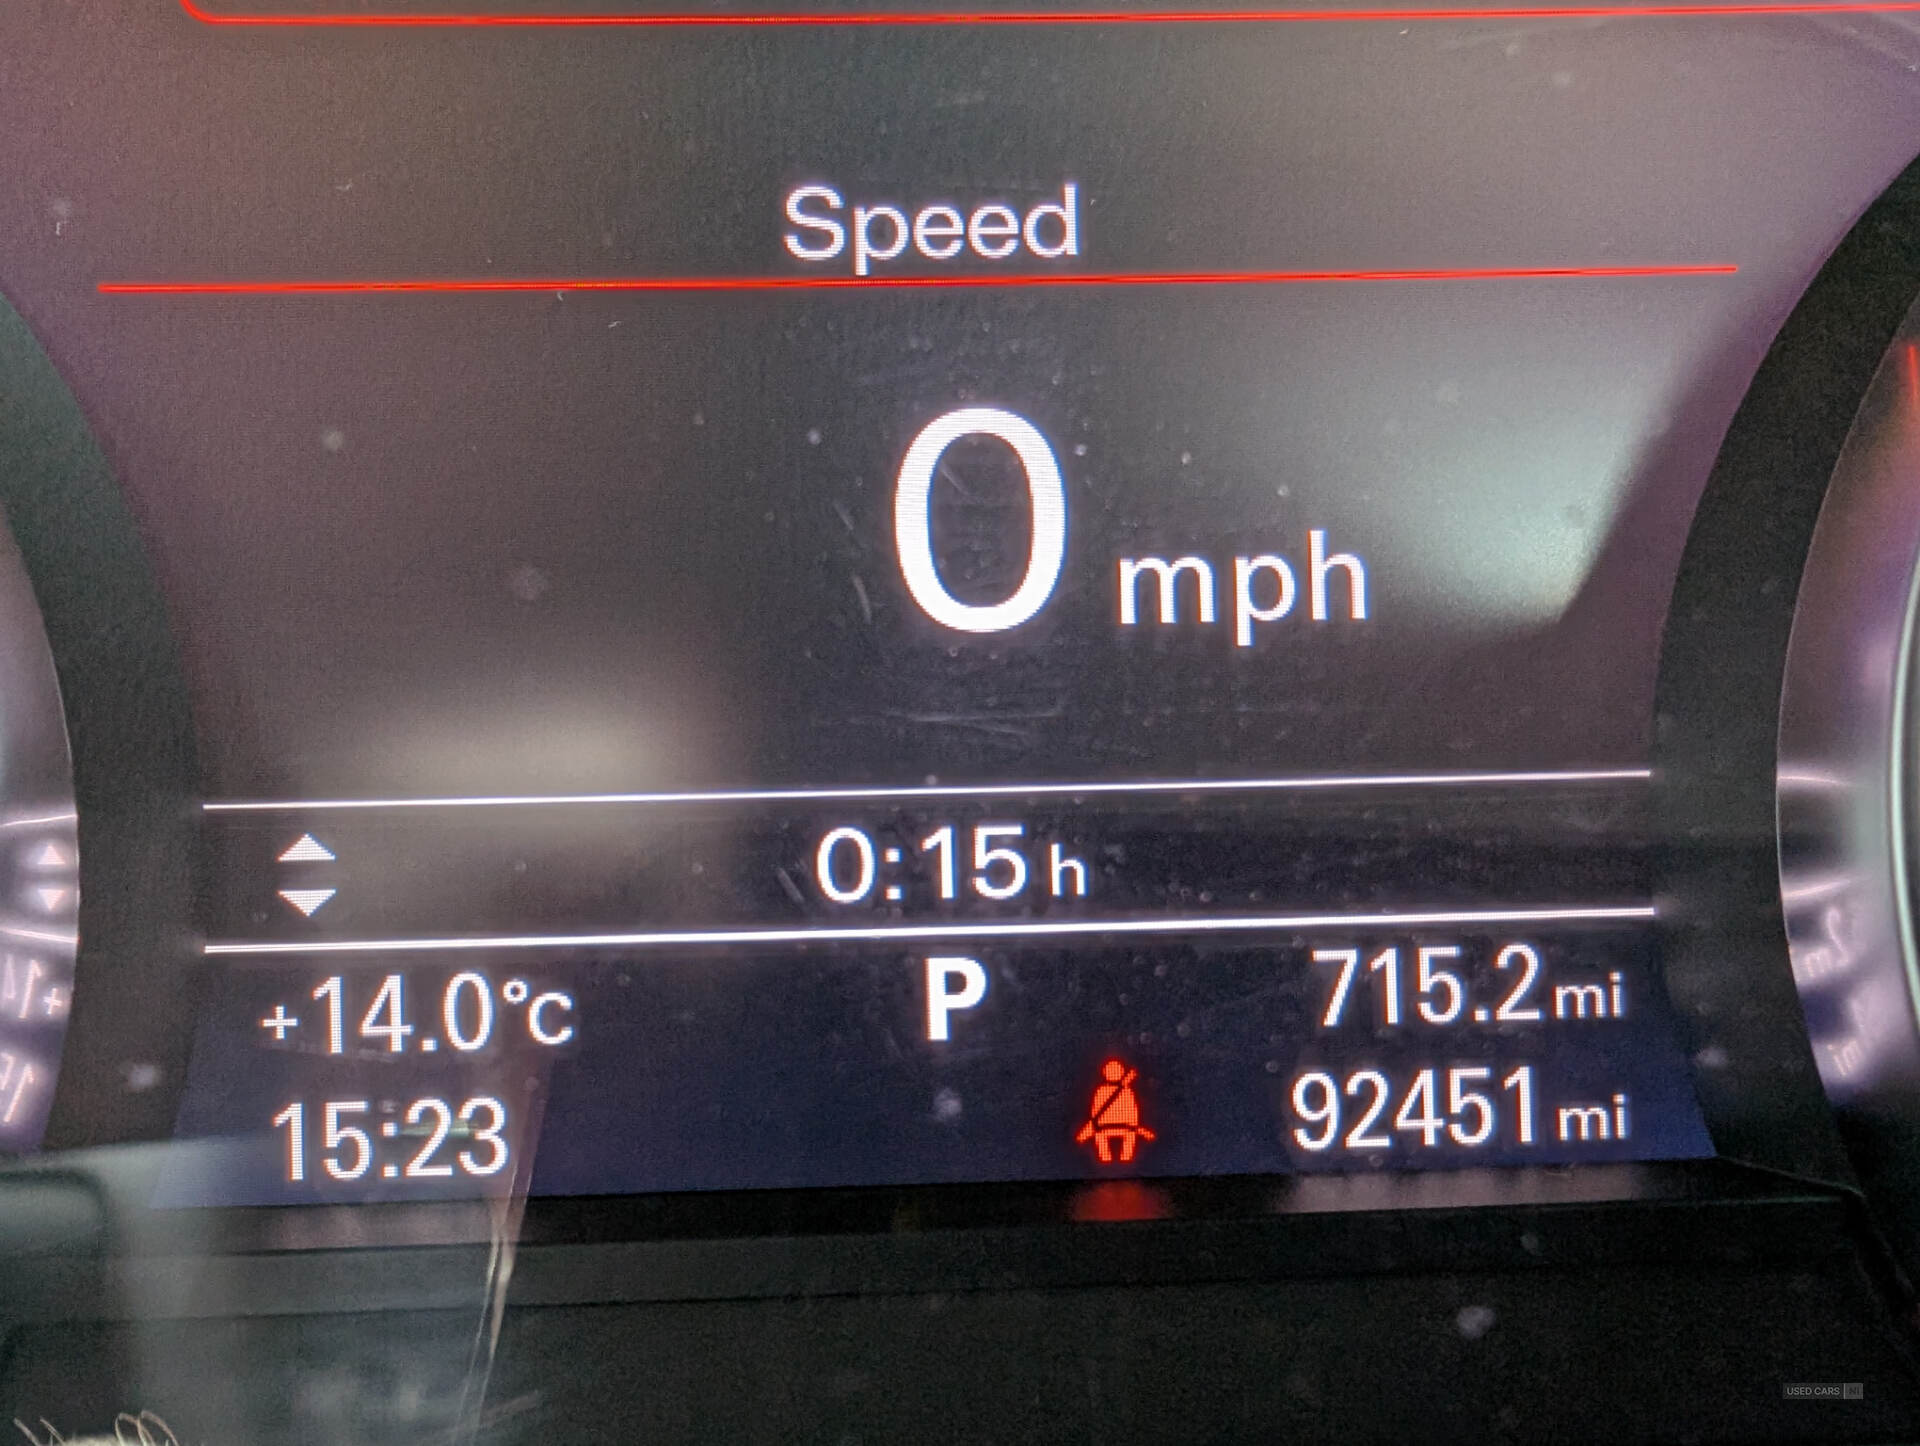 Speed
0 mph
0:15 h
+14.0°C
P
715.2 mi
15:23
92451 mi
USED CARS NI